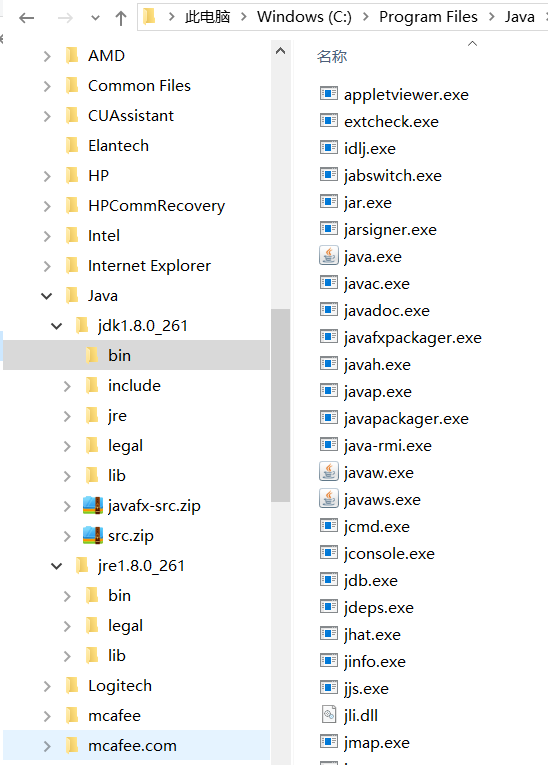 此电脑 > Windows (C:) > Program Files > Java
AMD
Common Files
CUAssistant
Elantech
HP
HPCommRecovery
Intel
Internet Explorer
Java
jdk1.8.0_261
bin
include
jre
legal
lib
javafx-src.zip
src.zip
jre1.8.0_261
bin
legal
lib
Logitech
mcafee
mcafee.com
名称
appletviewer.exe
extcheck.exe
idlj.exe
jabswitch.exe
jar.exe
jarsigner.exe
java.exe
javac.exe
javadoc.exe
javafxpackager.exe
javah.exe
javap.exe
javapackager.exe
java-rmi.exe
javaw.exe
javaws.exe
jcmd.exe
jconsole.exe
jdb.exe
jdeps.exe
jhat.exe
jinfo.exe
jjs.exe
jli.dll
jmap.exe